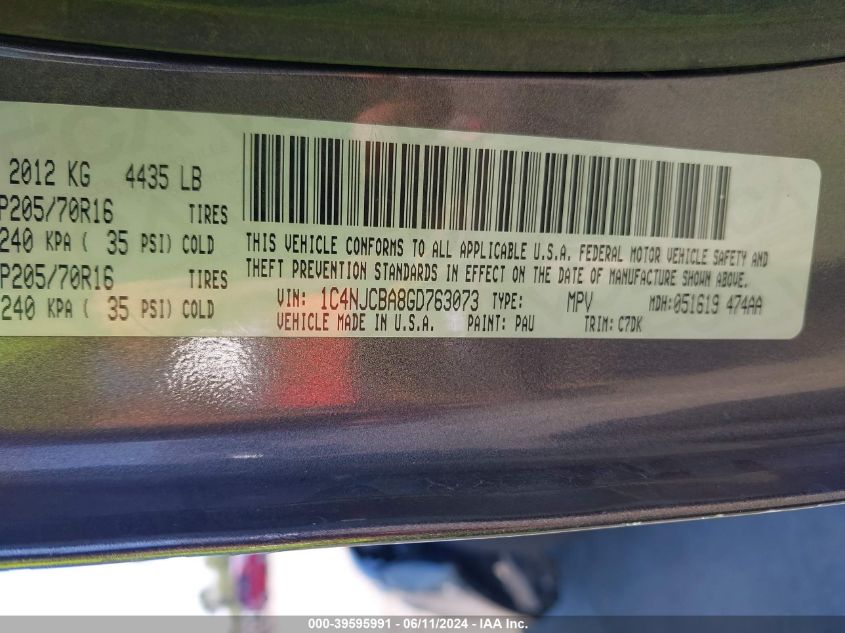 2012 KG 4435 LB
P205/70R16 TIRES
240 KPA ( 35 PSI) COLD
P205/70R16 TIRES
240 KPA ( 35 PSI) COLD
THIS VEHICLE CONFORMS TO ALL APPLICABLE U.S.A. FEDERAL MOTOR VEHICLE SAFETY AND
THEFT PREVENTION STANDARDS IN EFFECT ON THE DATE OF MANUFACTURE SHOWN ABOVE.
VIN: 1C4NJCBA8GD763073 TYPE: MPV MDH:051619 474AA
VEHICLE MADE IN U.S.A. PAINT: PAU TRIM: C7DK
000-39595991 - 06/11/2024 - IAA Inc.